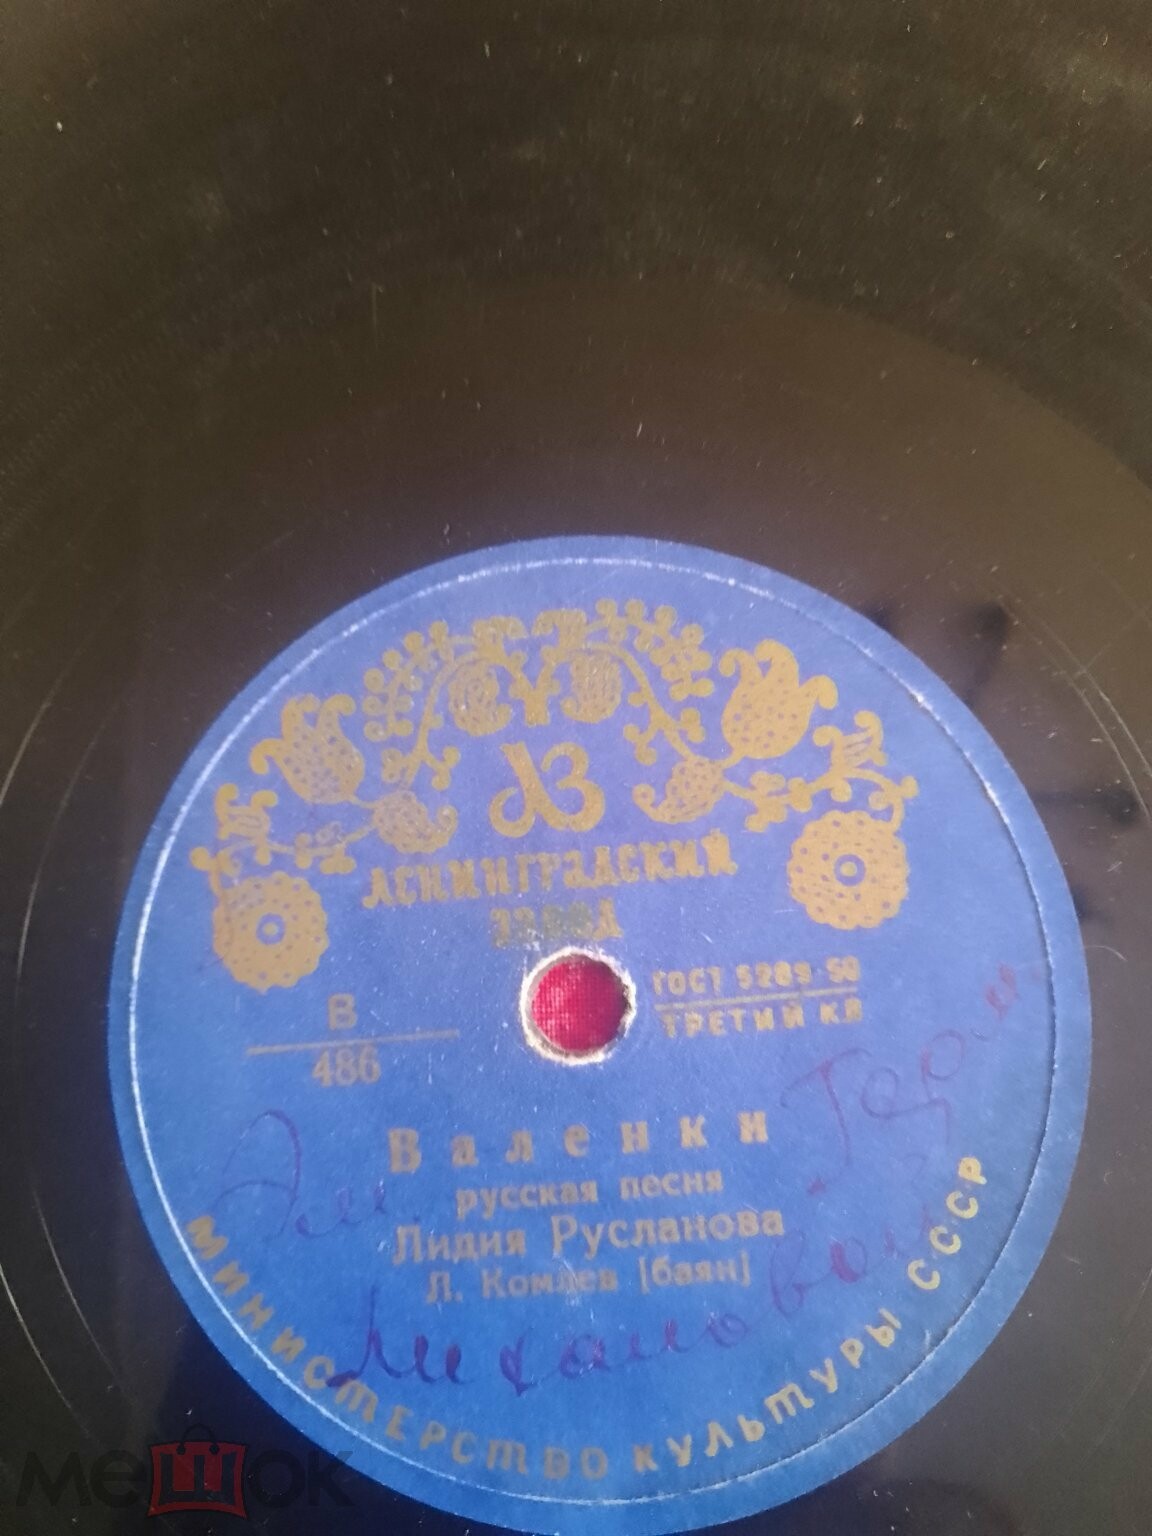 ЛЗ
ЛЕНИНГРАДСКИЙ
ЗАВОД
ГОСТ 5289-50
ТРЕТИЙ КЛ
В
486
Валенки
русская песня
Лидия Русланова
Л. Комлев [баян]
МИНИСТЕРСТВО КУЛЬТУРЫ СССР
мешок